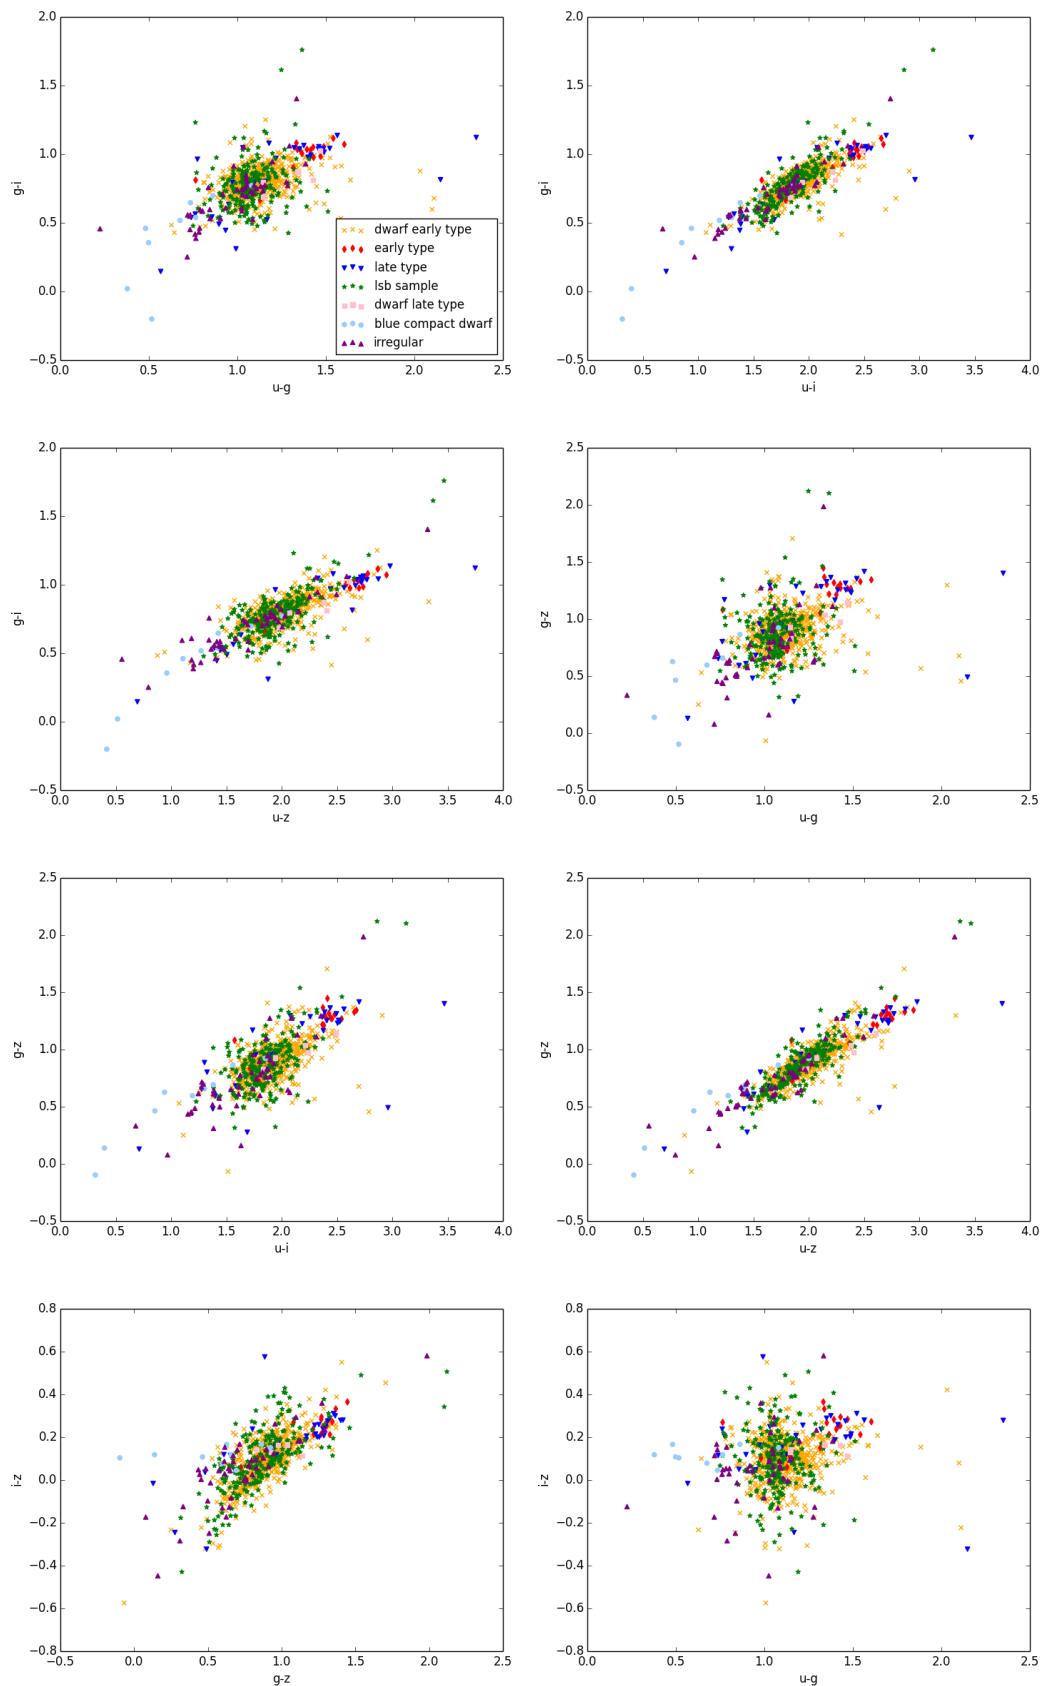 2.0
1.5
1.0
0.5
0.0
−0.5
g-i
0.0 0.5 1.0 1.5 2.0 2.5
u-g
dwarf early type
early type
late type
lsb sample
dwarf late type
blue compact dwarf
irregular
2.0
1.5
1.0
0.5
0.0
−0.5
g-i
0.0 0.5 1.0 1.5 2.0 2.5 3.0 3.5 4.0
u-i
2.0
1.5
1.0
0.5
0.0
−0.5
g-i
0.0 0.5 1.0 1.5 2.0 2.5 3.0 3.5 4.0
u-z
2.5
2.0
1.5
1.0
0.5
0.0
−0.5
g-z
0.0 0.5 1.0 1.5 2.0 2.5
u-g
2.5
2.0
1.5
1.0
0.5
0.0
−0.5
g-z
0.0 0.5 1.0 1.5 2.0 2.5 3.0 3.5 4.0
u-i
2.5
2.0
1.5
1.0
0.5
0.0
−0.5
g-z
0.0 0.5 1.0 1.5 2.0 2.5 3.0 3.5 4.0
u-z
0.8
0.6
0.4
0.2
0.0
−0.2
−0.4
−0.6
−0.8
i-z
−0.5 0.0 0.5 1.0 1.5 2.0 2.5
g-z
0.8
0.6
0.4
0.2
0.0
−0.2
−0.4
−0.6
−0.8
i-z
0.0 0.5 1.0 1.5 2.0 2.5
u-g